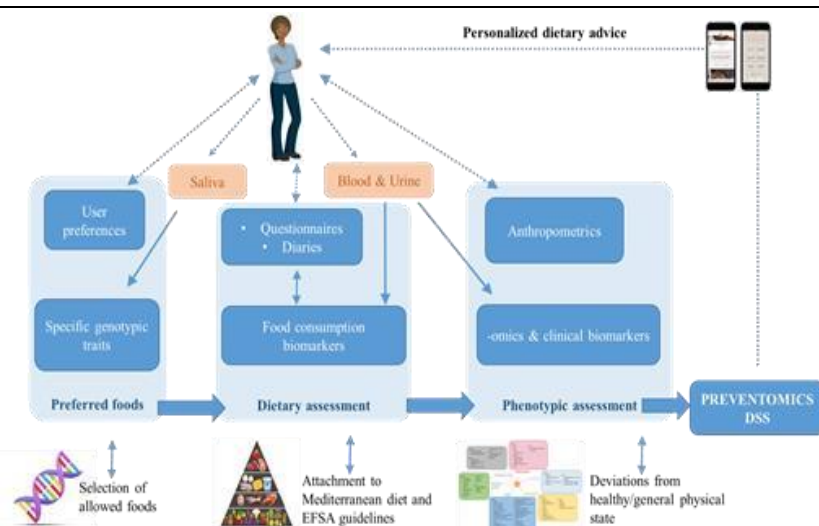 Personalized dietary advice
Saliva
Blood & Urine
User
preferences
• Questionnaires
• Diaries
Anthropometrics
Specific genotypic
traits
Food consumption
biomarkers
-omics & clinical biomarkers
Preferred foods
Dietary assessment
Phenotypic assessment
PREVENTOMICS
DSS
Selection of
allowed foods
Attachment to
Mediterranean diet and
EFSA guidelines
Deviations from
healthy/general physical
state